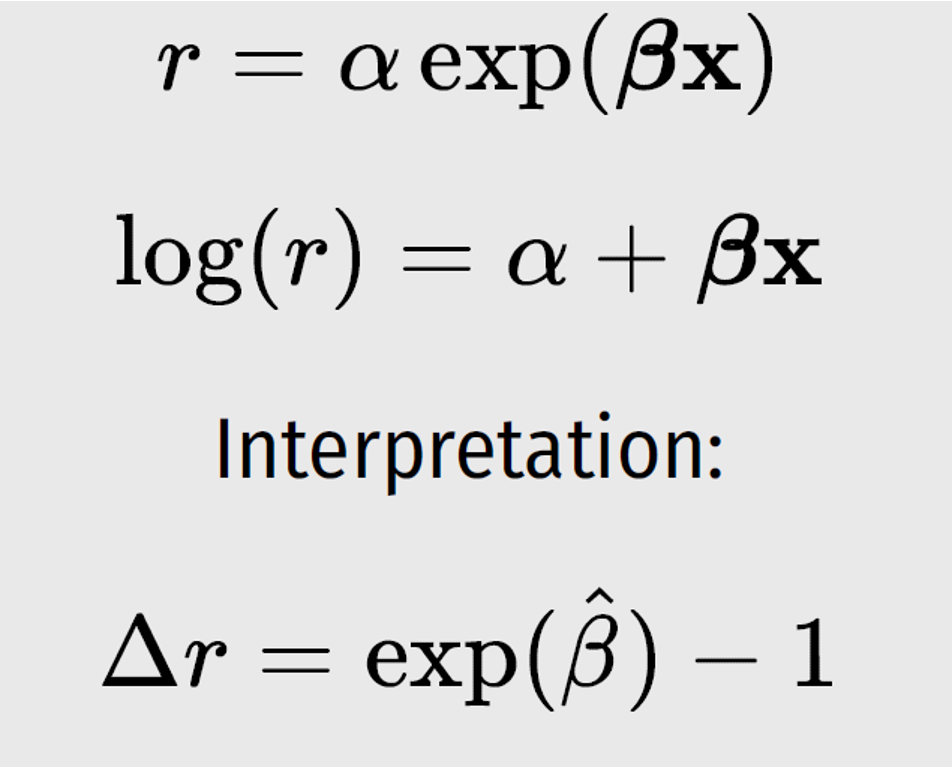 r = α exp(βx)
log(r) = α + βx
Interpretation:
Δr = exp(β̂) − 1